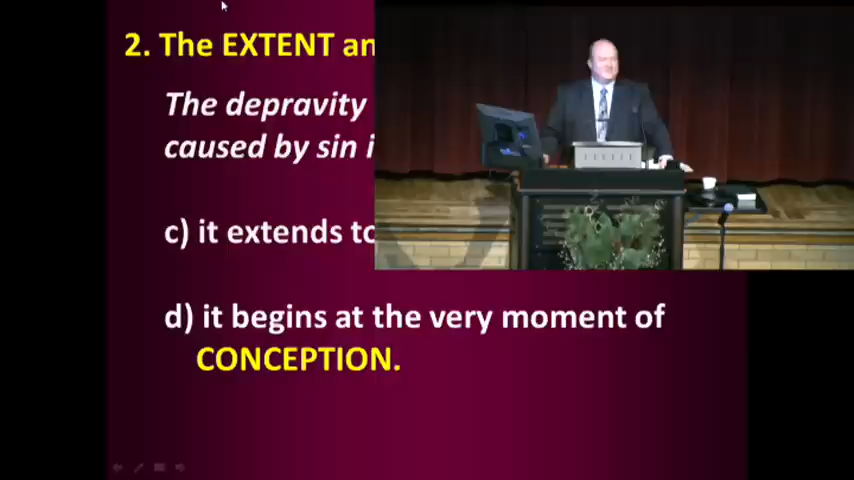 2. The EXTENT an
The depravity
caused by sin i
c) it extends to
d) it begins at the very moment of
CONCEPTION.